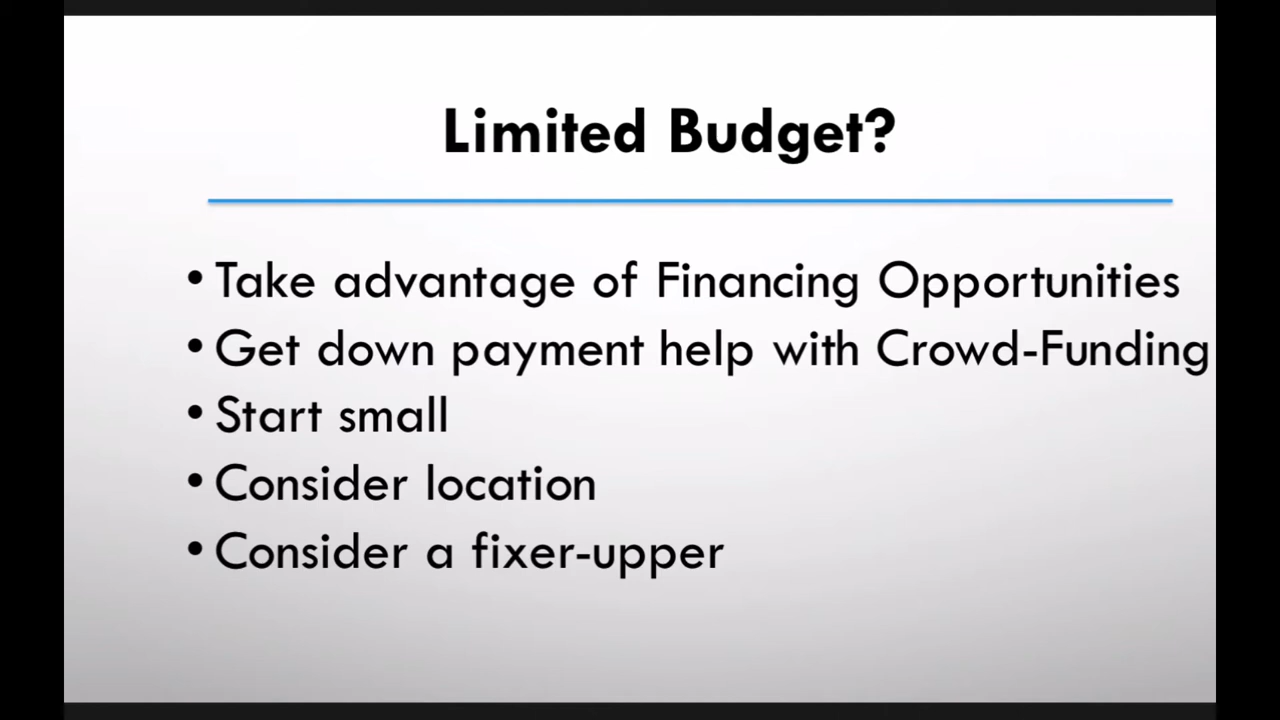 Limited Budget?
• Take advantage of Financing Opportunities
• Get down payment help with Crowd-Funding
• Start small
• Consider location
• Consider a fixer-upper